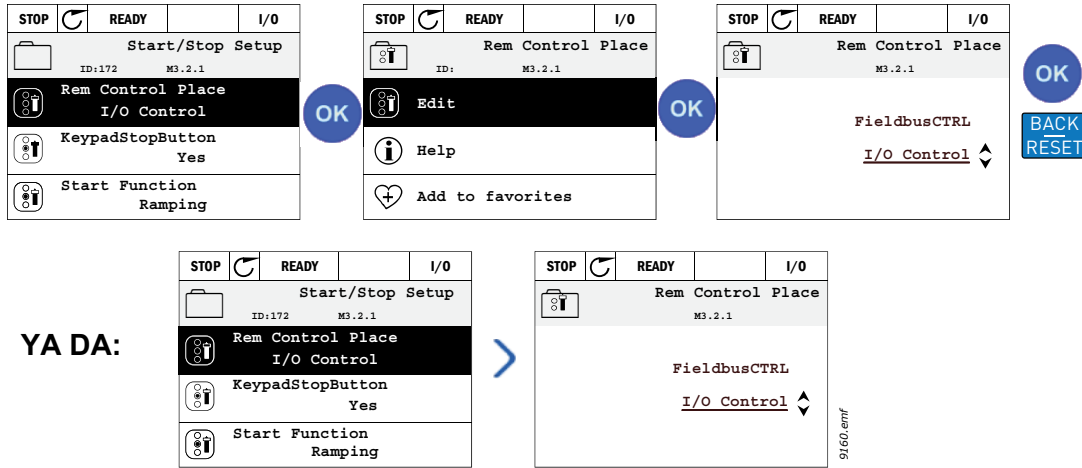 STOP READY I/O
Start/Stop Setup
ID:172 M3.2.1
Rem Control Place
I/O Control
KeypadStopButton
Yes
Start Function
Ramping
OK
STOP READY I/O
Rem Control Place
ID: M3.2.1
Edit
Help
Add to favorites
OK
STOP READY I/O
Rem Control Place
M3.2.1
FieldbusCTRL
I/O Control
OK
BACK
RESET
YA DA:
STOP READY I/O
Start/Stop Setup
ID:172 M3.2.1
Rem Control Place
I/O Control
KeypadStopButton
Yes
Start Function
Ramping
STOP READY I/O
Rem Control Place
M3.2.1
FieldbusCTRL
I/O Control
9160.emf